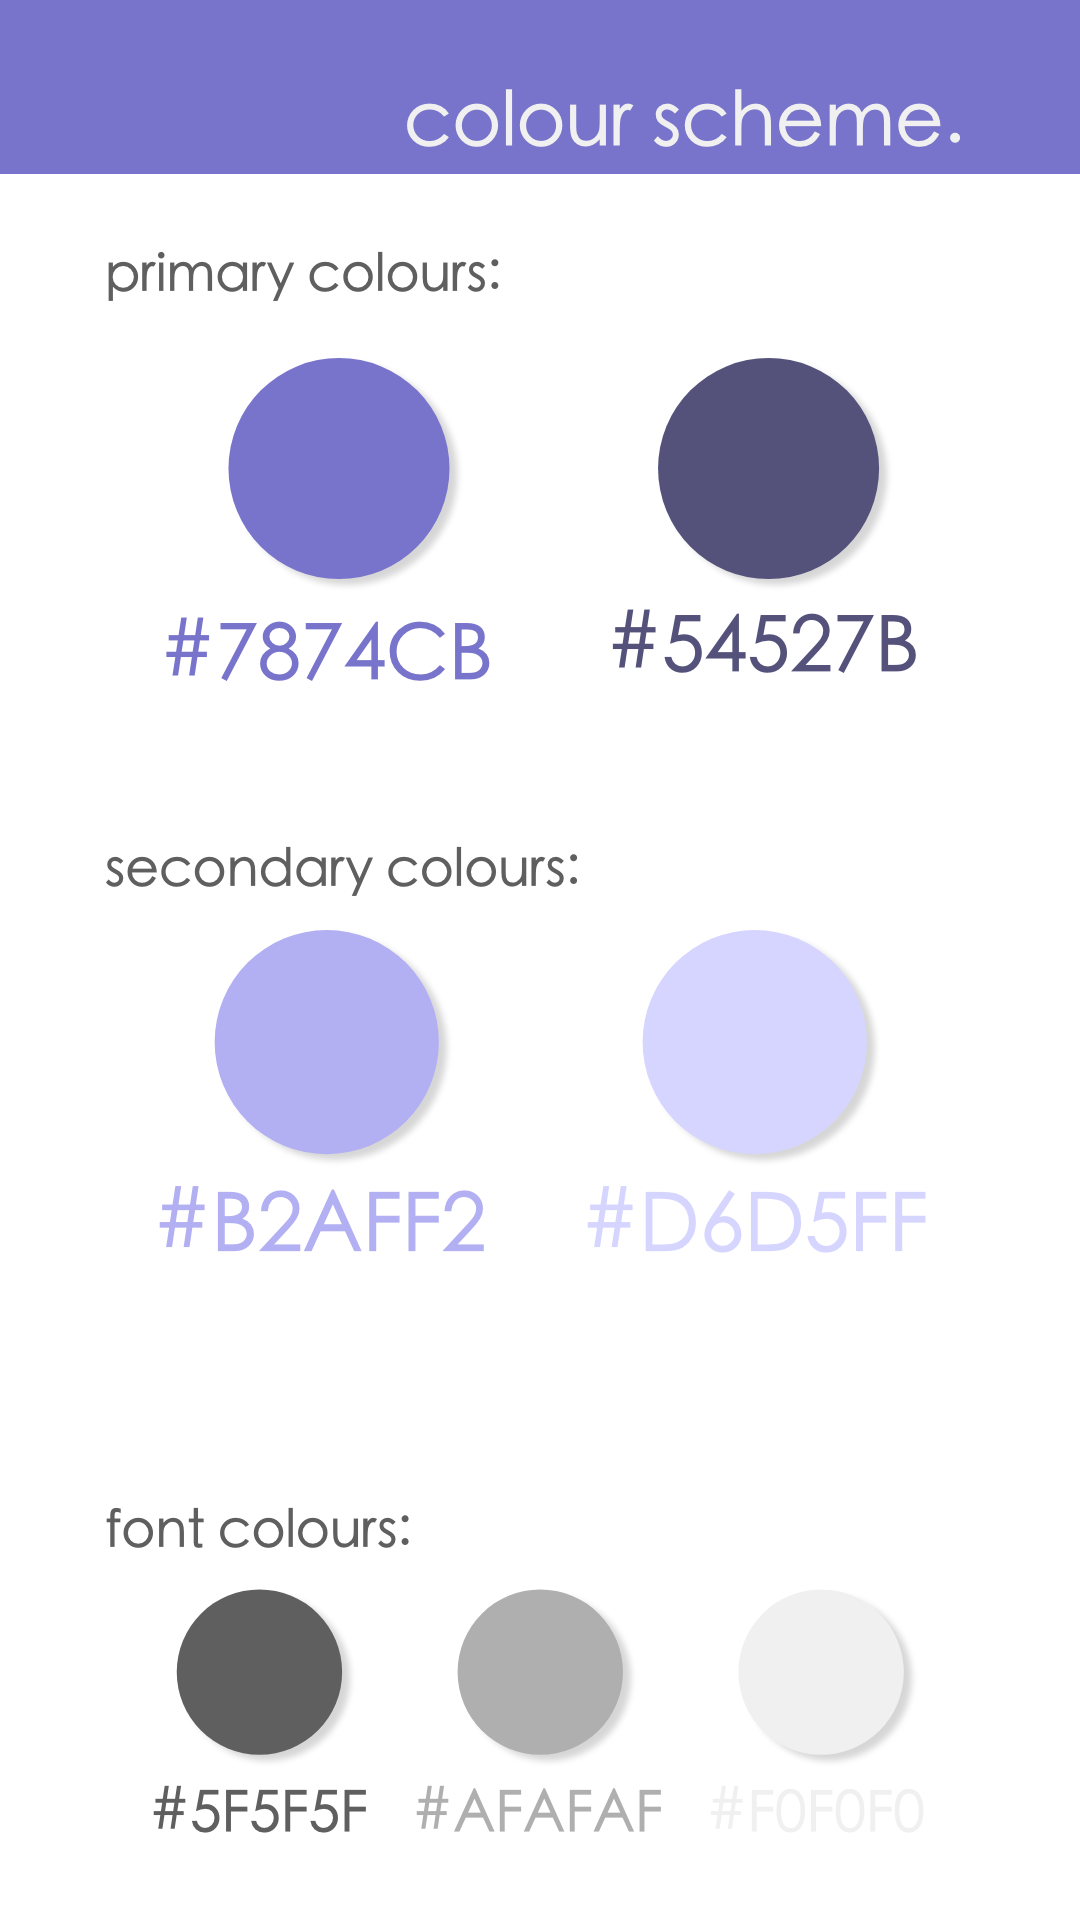 colour scheme.
primary colours:
#7874CB #54527B
secondary colours:
#B2AFF2 #D6D5FF
font colours:
#5F5F5F #AFAFAF #F0F0F0